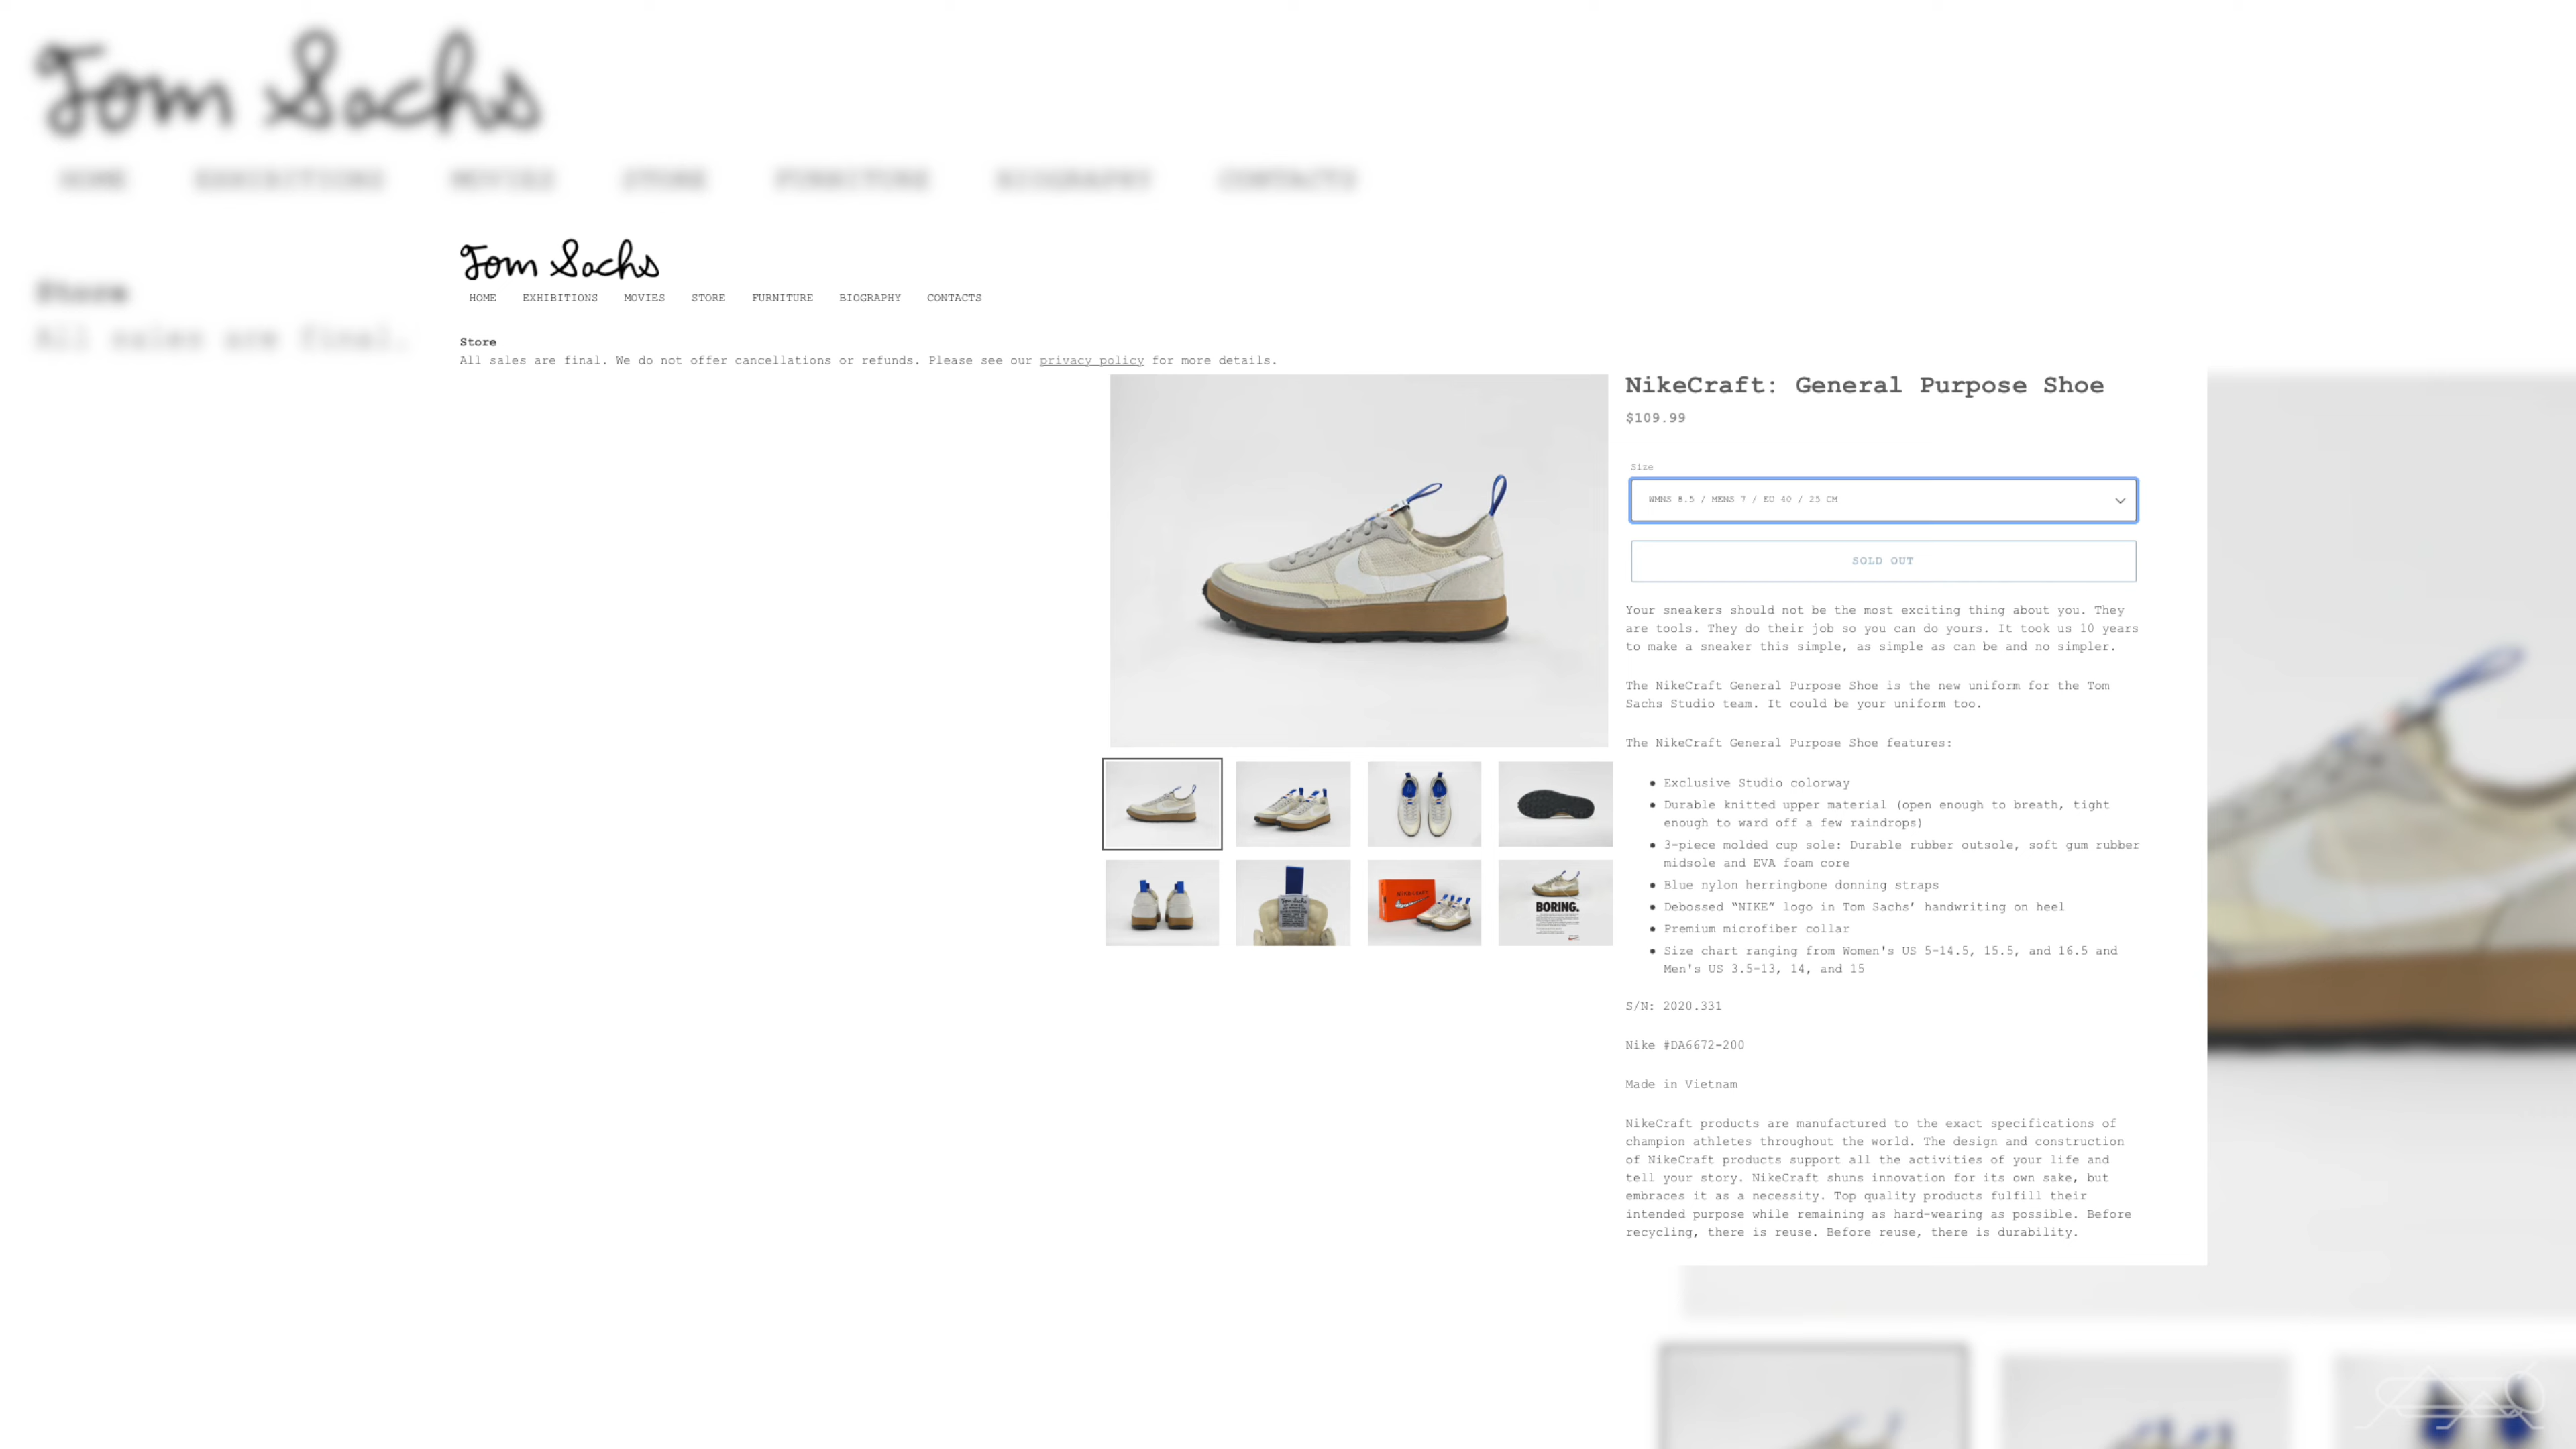 Tom Sachs
HOME EXHIBITIONS MOVIES STORE FURNITURE BIOGRAPHY CONTACTS
Store
All sales are final.
Tom Sachs
HOME EXHIBITIONS MOVIES STORE FURNITURE BIOGRAPHY CONTACTS
Store
All sales are final. We do not offer cancellations or refunds. Please see our privacy policy for more details.
NikeCraft: General Purpose Shoe
$109.99
Size
WMNS 8.5 / MENS 7 / EU 40 / 25 CM
SOLD OUT
Your sneakers should not be the most exciting thing about you. They
are tools. They do their job so you can do yours. It took us 10 years
to make a sneaker this simple, as simple as can be and no simpler.
The NikeCraft General Purpose Shoe is the new uniform for the Tom
Sachs Studio team. It could be your uniform too.
The NikeCraft General Purpose Shoe features:
• Exclusive Studio colorway
• Durable knitted upper material (open enough to breath, tight
enough to ward off a few raindrops)
• 3-piece molded cup sole: Durable rubber outsole, soft gum rubber
midsole and EVA foam core
• Blue nylon herringbone donning straps
• Debossed “NIKE” logo in Tom Sachs’ handwriting on heel
• Premium microfiber collar
• Size chart ranging from Women's US 5-14.5, 15.5, and 16.5 and
Men's US 3.5-13, 14, and 15
S/N: 2020.331
Nike #DA6672-200
Made in Vietnam
NikeCraft products are manufactured to the exact specifications of
champion athletes throughout the world. The design and construction
of NikeCraft products support all the activities of your life and
tell your story. NikeCraft shuns innovation for its own sake, but
embraces it as a necessity. Top quality products fulfill their
intended purpose while remaining as hard-wearing as possible. Before
recycling, there is reuse. Before reuse, there is durability.
BORING.